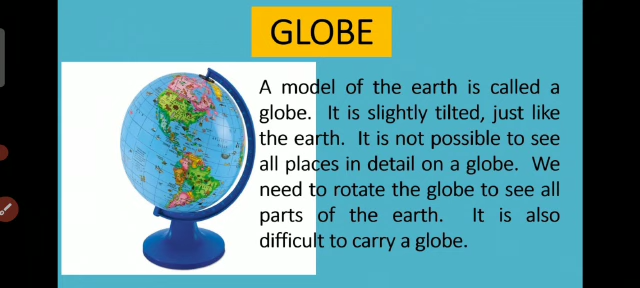 GLOBE
A model of the earth is called a
globe. It is slightly tilted, just like
the earth. It is not possible to see
all places in detail on a globe. We
need to rotate the globe to see all
parts of the earth. It is also
difficult to carry a globe.